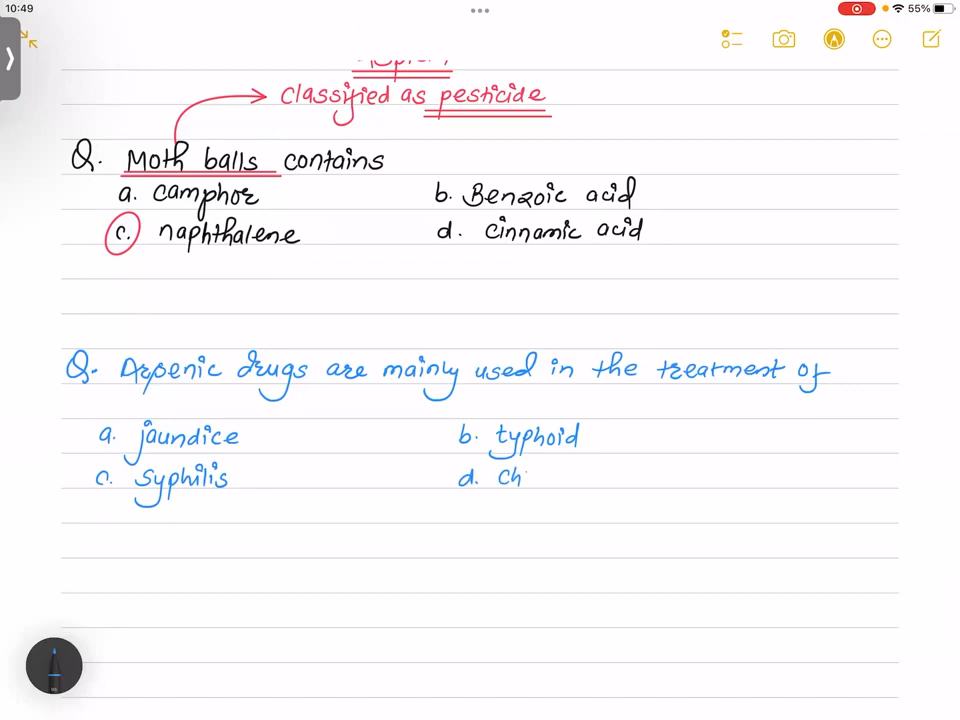 10:49
55%
classified as pesticide
Q. Moth balls contains
a. camphor b. Benzoic acid
c. naphthalene d. cinnamic acid
Q. Arsenic drugs are mainly used in the treatment of
a. jaundice b. typhoid
c. syphilis d. ch